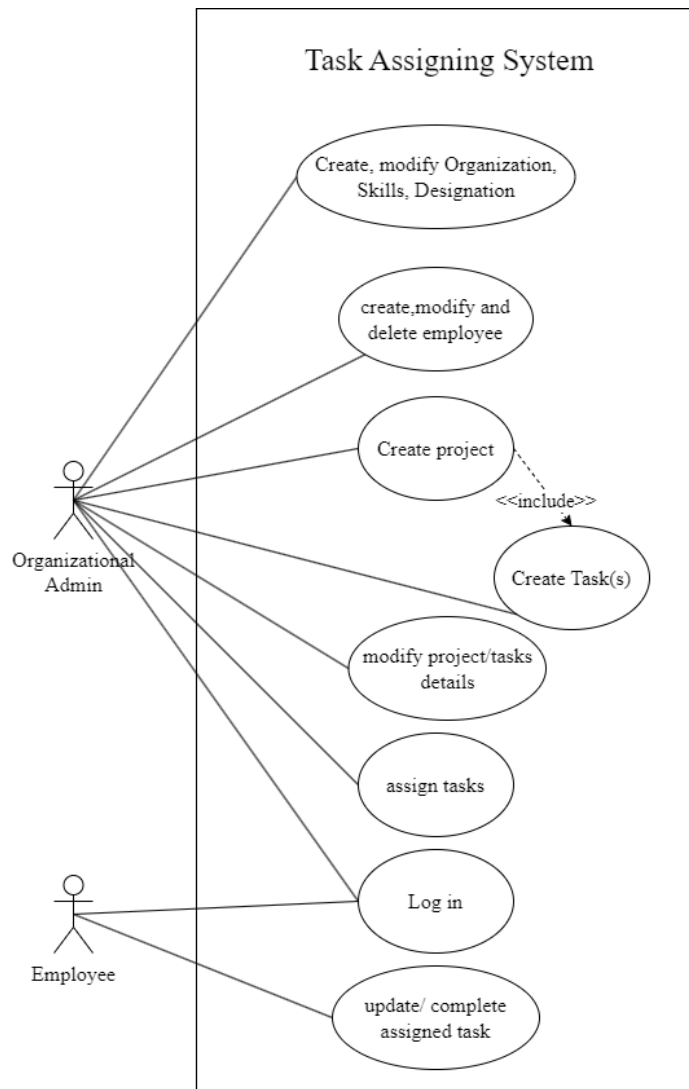 Task Assigning System
Create, modify Organization,
Skills, Designation
create,modify and
delete employee
Create project
<<include>>
Organizational
Admin
Create Task(s)
modify project/tasks
details
assign tasks
Log in
Employee
update/ complete
assigned task